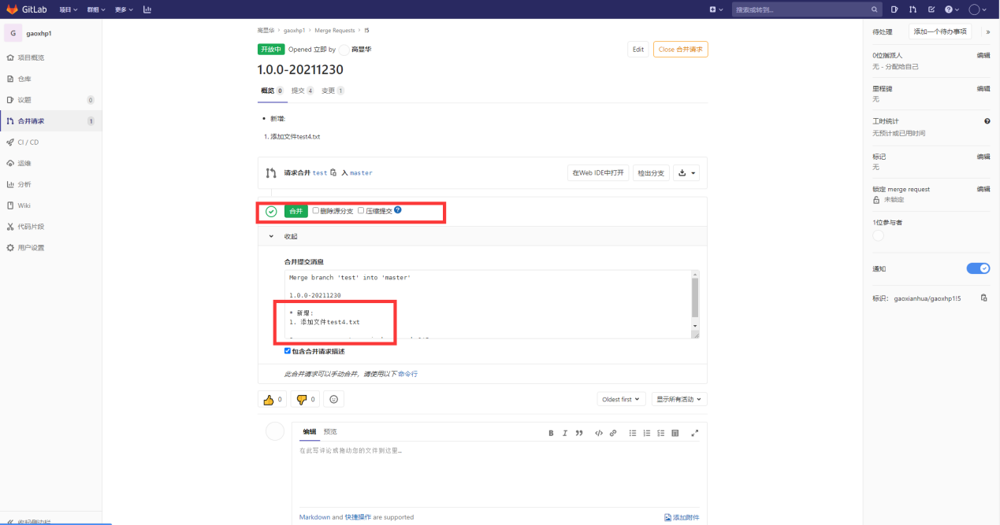 GitLab 项目 群组 更多 搜索或转到...
G gaoxhp1
项目概览
仓库
议题 0
合并请求 1
CI / CD
运维
分析
Wiki
代码片段
用户设置
收起侧边栏
高显华 > gaoxhp1 > Merge Requests > !5
开放中 Opened 立即 by 高显华 Edit Close 合并请求
1.0.0-20211230
概览 0 提交 4 变更 1
新增:
1. 添加文件test4.txt
请求合并 test 入 master 在Web IDE中打开 检出分支
合并 删除源分支 压缩提交
收起
合并提交消息
Merge branch 'test' into 'master'
1.0.0-20211230
* 新增:
1. 添加文件test4.txt
包含合并请求描述
此合并请求可以手动合并，请使用以下 命令行
0 0 Oldest first 显示所有活动
编辑 预览
在此写评论或拖动您的文件到这里...
Markdown and 快捷操作 are supported 添加附件
待处理 添加一个待办事项 »
0位指派人 编辑
无 - 分配给自己
里程碑 编辑
无
工时统计
无预计或已用时间
标记 编辑
无
锁定 merge request 编辑
未锁定
1位参与者
通知
标识： gaoxianhua/gaoxhp1!5